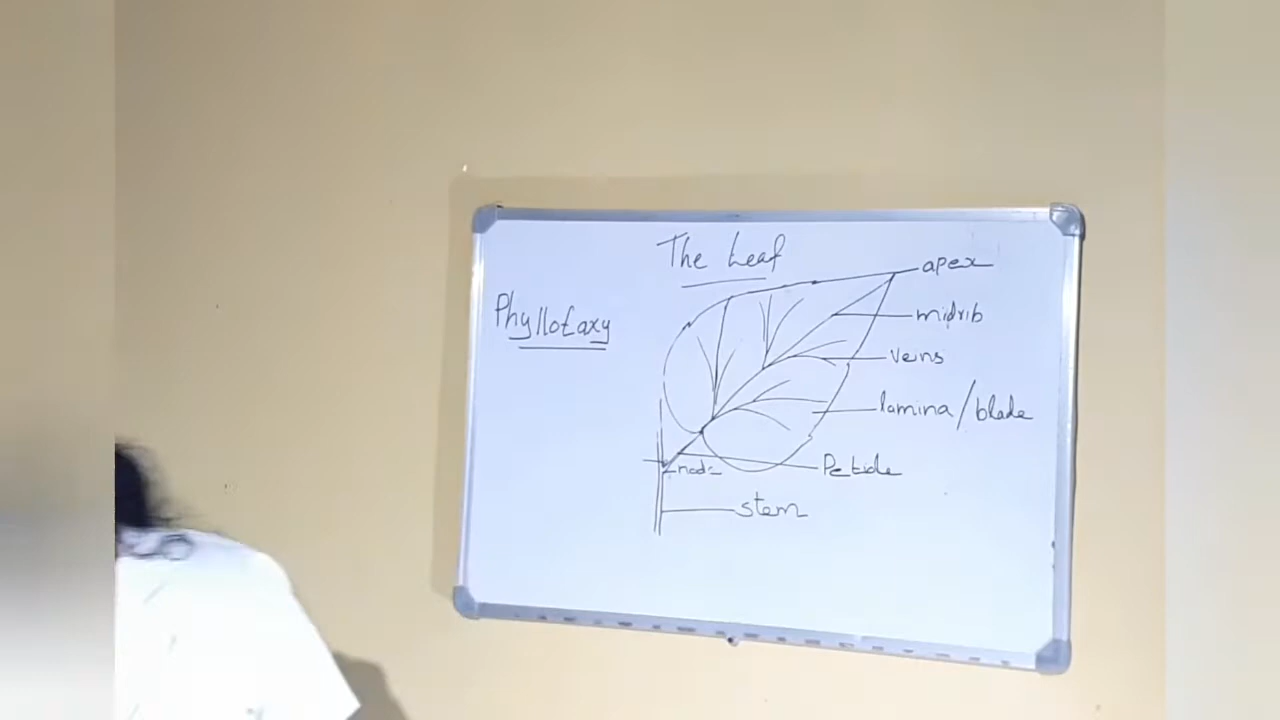 The Leaf
Phyllotaxy
apex
midrib
veins
lamina/blade
Petiole
node
stem